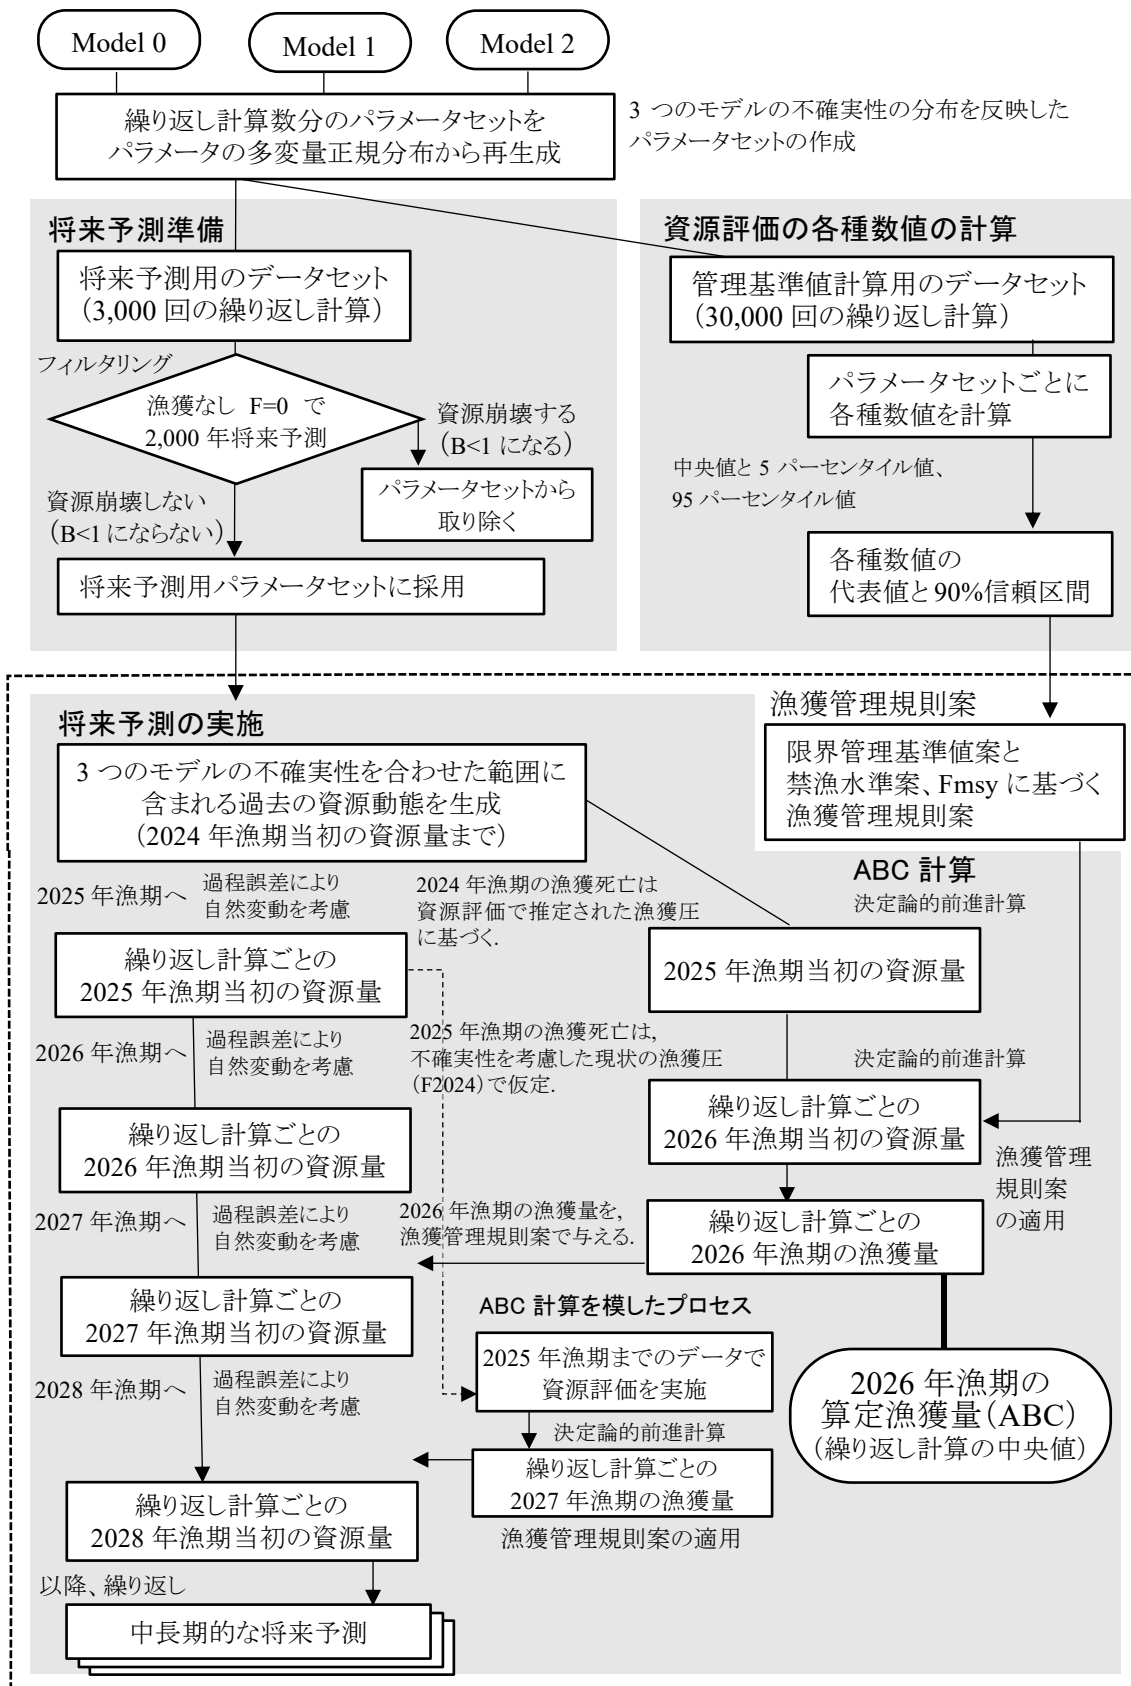 Model 0
Model 1
Model 2
繰り返し計算数分のパラメータセットを
パラメータの多変量正規分布から再生成
3 つのモデルの不確実性の分布を反映した
パラメータセットの作成
将来予測準備
将来予測用のデータセット
（3,000 回の繰り返し計算）
フィルタリング
漁獲なし F=0 で
2,000 年将来予測
資源崩壊する
（B<1 になる）
パラメータセットから
取り除く
資源崩壊しない
（B<1 にならない）
将来予測用パラメータセットに採用
資源評価の各種数値の計算
管理基準値計算用のデータセット
（30,000 回の繰り返し計算）
パラメータセットごとに
各種数値を計算
中央値と 5 パーセンタイル値、
95 パーセンタイル値
各種数値の
代表値と 90%信頼区間
将来予測の実施
3 つのモデルの不確実性を合わせた範囲に
含まれる過去の資源動態を生成
（2024 年漁期当初の資源量まで）
漁獲管理規則案
限界管理基準値案と
禁漁水準案、Fmsy に基づく
漁獲管理規則案
ABC 計算
決定論的前進計算
2025 年漁期へ
過程誤差により
自然変動を考慮
2024 年漁期の漁獲死亡は
資源評価で推定された漁獲圧
に基づく.
繰り返し計算ごとの
2025 年漁期当初の資源量
2025 年漁期当初の資源量
2026 年漁期へ
過程誤差により
自然変動を考慮
2025 年漁期の漁獲死亡は,
不確実性を考慮した現状の漁獲圧
（F2024）で仮定.
決定論的前進計算
繰り返し計算ごとの
2026 年漁期当初の資源量
繰り返し計算ごとの
2026 年漁期当初の資源量
漁獲管理
規則案
の適用
2027 年漁期へ
過程誤差により
自然変動を考慮
2026 年漁期の漁獲量を,
漁獲管理規則案で与える.
繰り返し計算ごとの
2026 年漁期の漁獲量
繰り返し計算ごとの
2027 年漁期当初の資源量
ABC 計算を模したプロセス
2025 年漁期までのデータで
資源評価を実施
2028 年漁期へ
過程誤差により
自然変動を考慮
2026 年漁期の
算定漁獲量（ABC）
（繰り返し計算の中央値）
決定論的前進計算
繰り返し計算ごとの
2027 年漁期の漁獲量
漁獲管理規則案の適用
繰り返し計算ごとの
2028 年漁期当初の資源量
以降、繰り返し
中長期的な将来予測